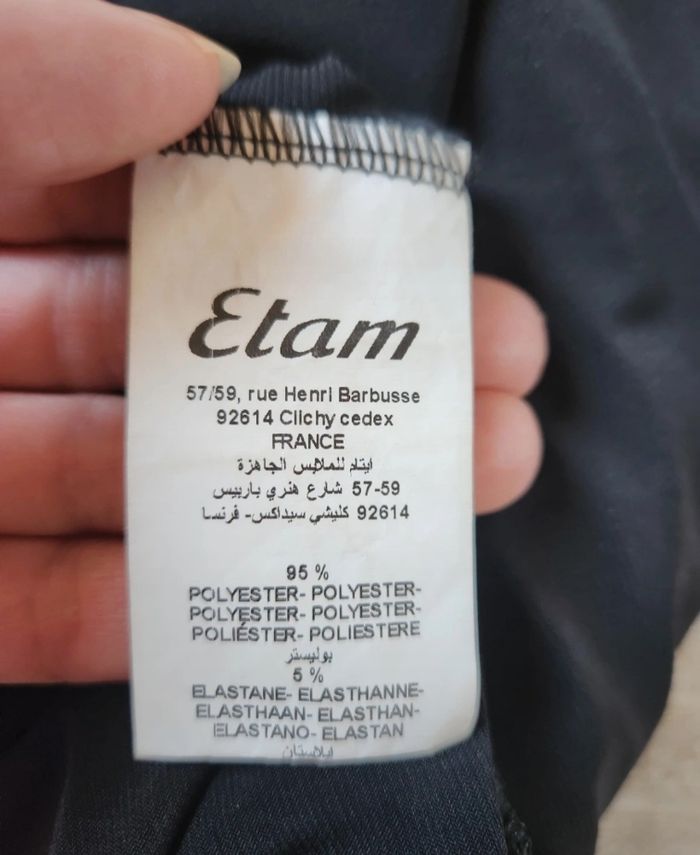 Etam
57/59, rue Henri Barbusse
92614 Clichy cedex
FRANCE
ايتام للملابس الجاهزة
57-59 شارع هنري باربيس
92614 كليشي سيداكس- فرنسا
95 %
POLYESTER- POLYESTER-
POLYESTER- POLYESTER-
POLIÉSTER- POLIESTERE
بوليستر
5 %
ELASTANE- ELASTHANNE-
ELASTHAAN- ELASTHAN-
ELASTANO- ELASTAN
ايلاستان